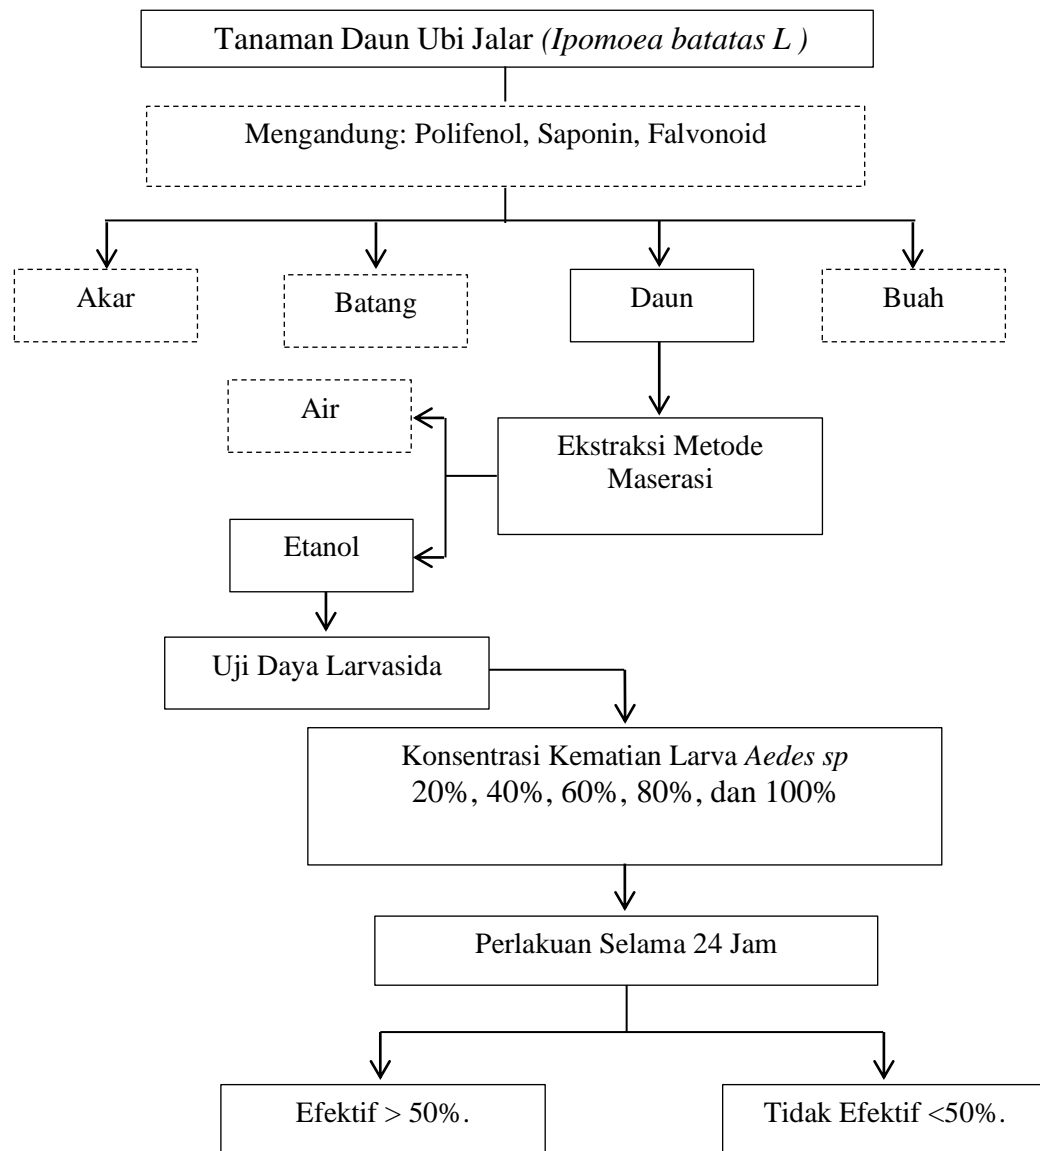 Tanaman Daun Ubi Jalar (Ipomoea batatas L )
Mengandung: Polifenol, Saponin, Falvonoid
Akar
Batang
Daun
Buah
Air
Ekstraksi Metode
Maserasi
Etanol
Uji Daya Larvasida
Konsentrasi Kematian Larva Aedes sp
20%, 40%, 60%, 80%, dan 100%
Perlakuan Selama 24 Jam
Efektif > 50%.
Tidak Efektif <50%.